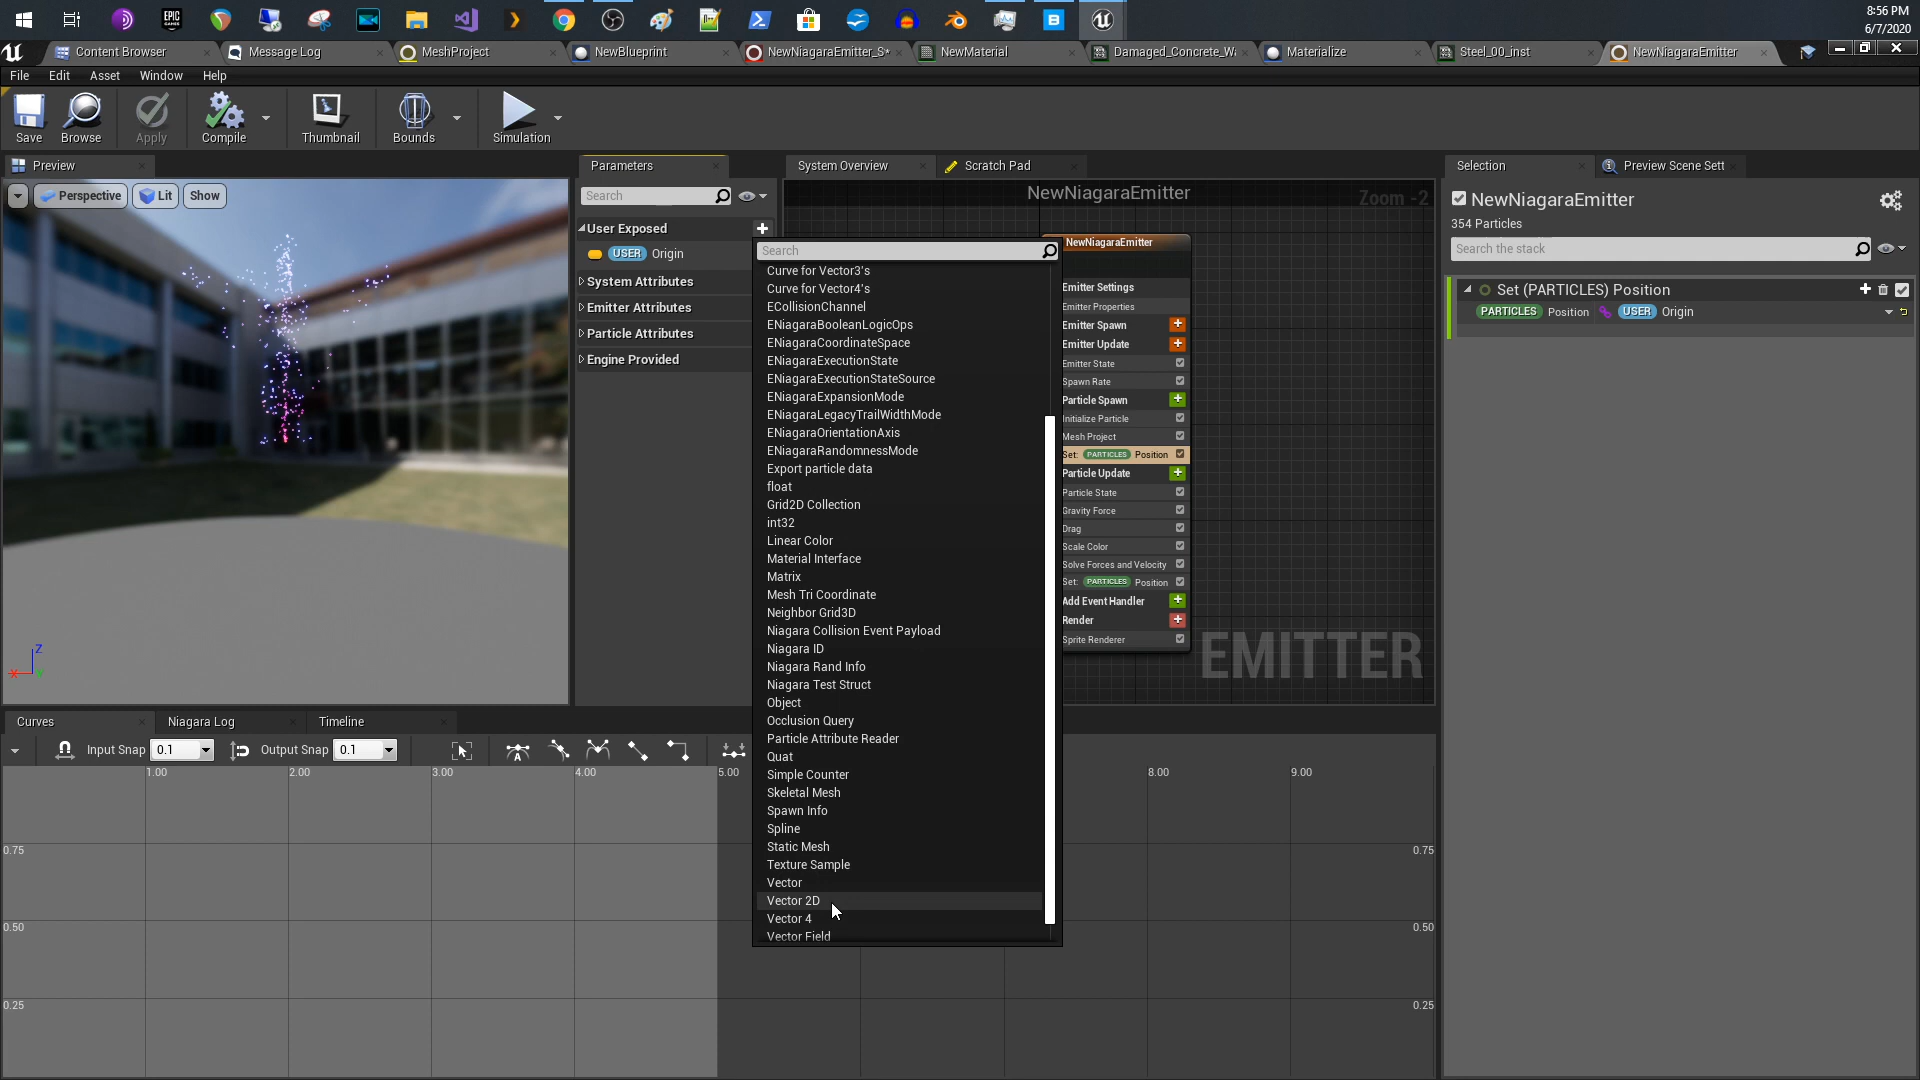 8:56 PM
6/7/2020
EPIC GAMES
Content Browser
Message Log
MeshProject
NewBlueprint
NewNiagaraEmitter_S*
NewMaterial
Damaged_Concrete_Wa
Materialize
Steel_00_inst
NewNiagaraEmitter
File
Edit
Asset
Window
Help
Save
Browse
Apply
Compile
Thumbnail
Bounds
Simulation
Preview
Parameters
System Overview
Scratch Pad
Selection
Preview Scene Sett
Perspective
Lit
Show
Search
NewNiagaraEmitter
Zoom -2
NewNiagaraEmitter
354 Particles
Search the stack
User Exposed
USER Origin
System Attributes
Emitter Attributes
Particle Attributes
Engine Provided
Search
Curve for Vector3's
Curve for Vector4's
ECollisionChannel
ENiagaraBooleanLogicOps
ENiagaraCoordinateSpace
ENiagaraExecutionState
ENiagaraExecutionStateSource
ENiagaraExpansionMode
ENiagaraLegacyTrailWidthMode
ENiagaraOrientationAxis
ENiagaraRandomnessMode
Export particle data
float
Grid2D Collection
int32
Linear Color
Material Interface
Matrix
Mesh Tri Coordinate
Neighbor Grid3D
Niagara Collision Event Payload
Niagara ID
Niagara Rand Info
Niagara Test Struct
Object
Occlusion Query
Particle Attribute Reader
Quat
Simple Counter
Skeletal Mesh
Spawn Info
Spline
Static Mesh
Texture Sample
Vector
Vector 2D
Vector 4
Vector Field
NewNiagaraEmitter
Emitter Settings
Emitter Properties
Emitter Spawn
Emitter Update
Emitter State
Spawn Rate
Particle Spawn
Initialize Particle
Mesh Project
Set: PARTICLES Position
Particle Update
Particle State
Gravity Force
Drag
Scale Color
Solve Forces and Velocity
Set: PARTICLES Position
Add Event Handler
Render
Sprite Renderer
EMITTER
Set (PARTICLES) Position
PARTICLES Position USER Origin
Z
X
Y
Curves
Niagara Log
Timeline
Input Snap 0.1
Output Snap 0.1
1.00 2.00 3.00 4.00 5.00 8.00 9.00
0.75 0.75
0.50 0.50
0.25 0.25